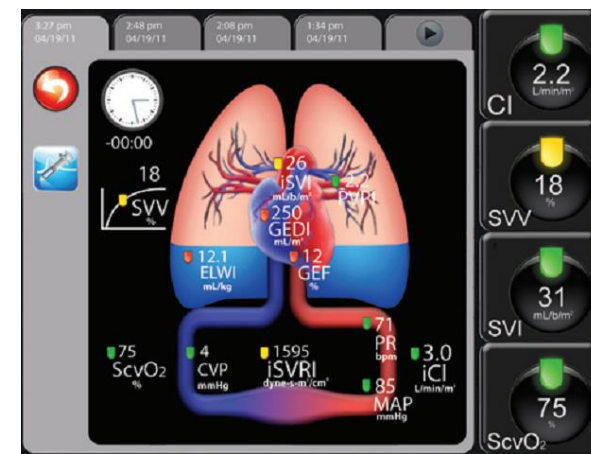 3:27 pm
04/19/11
2:48 pm
04/19/11
2:08 pm
04/19/11
1:34 pm
04/19/11
-00:00
18
SVV
%
26
iSVI
mL/b/m²
PVPI
250
GEDI
mL/m²
12.1
ELWI
mL/kg
12
GEF
%
75
ScvO₂
%
4
CVP
mmHg
1595
iSVRI
dyne-s-m²/cm⁵
71
PR
bpm
85
MAP
mmHg
3.0
iCI
L/min/m²
2.2
L/min/m²
CI
18
%
SVV
31
mL/b/m²
SVI
75
%
ScvO₂